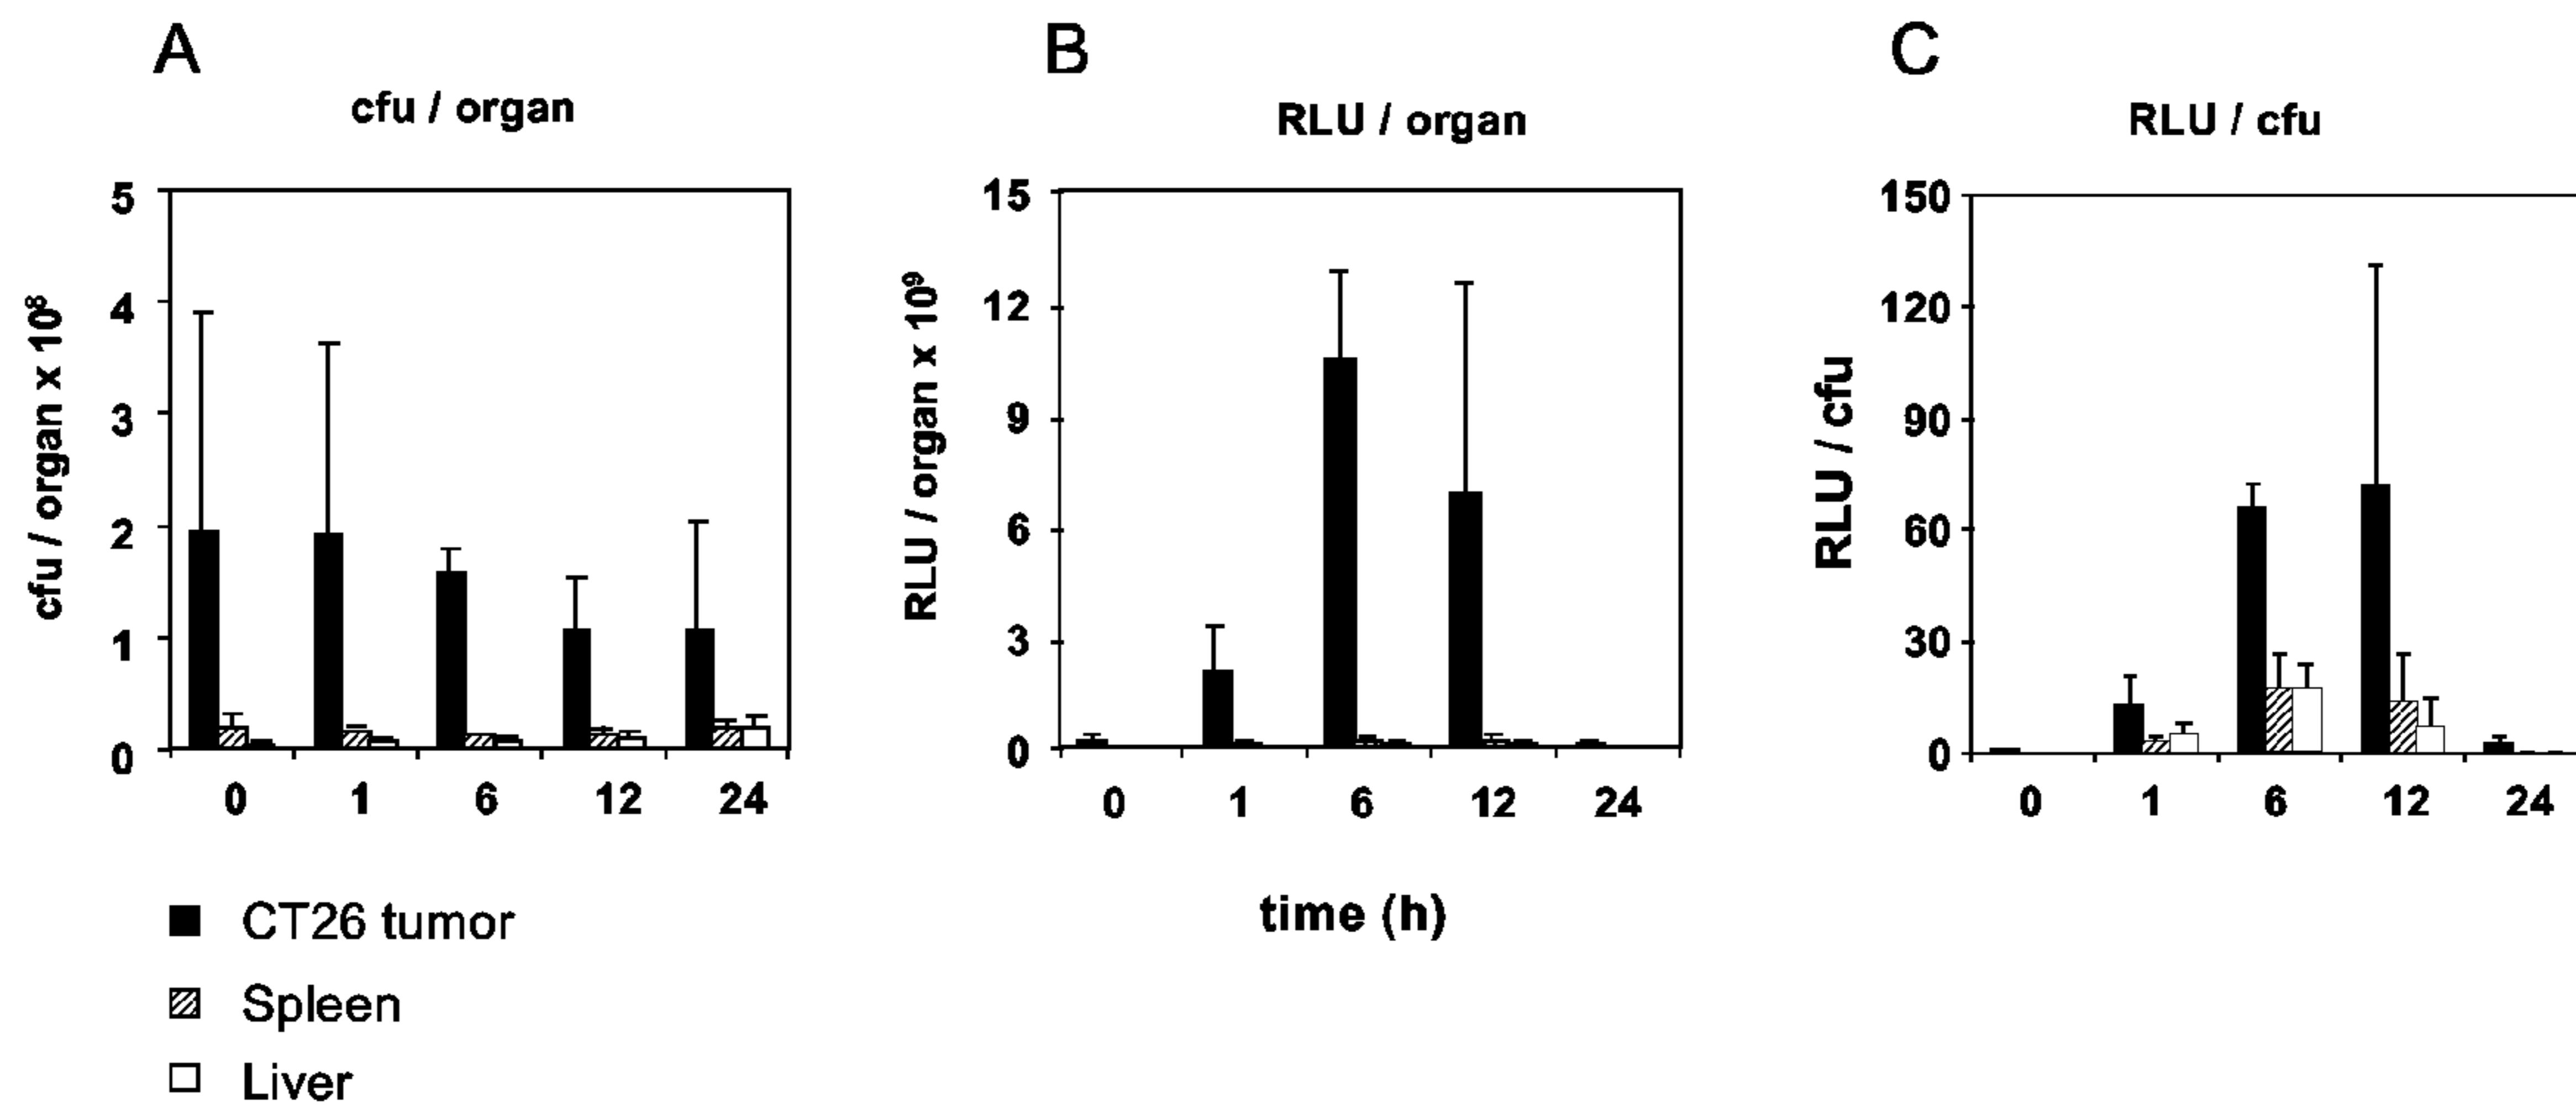 A
cfu / organ
cfu / organ x 10⁸
5
4
3
2
1
0
0 1 6 12 24
B
RLU / organ
RLU / organ x 10⁹
15
12
9
6
3
0
0 1 6 12 24
time (h)
C
RLU / cfu
RLU / cfu
150
120
90
60
30
0
0 1 6 12 24
CT26 tumor
Spleen
Liver